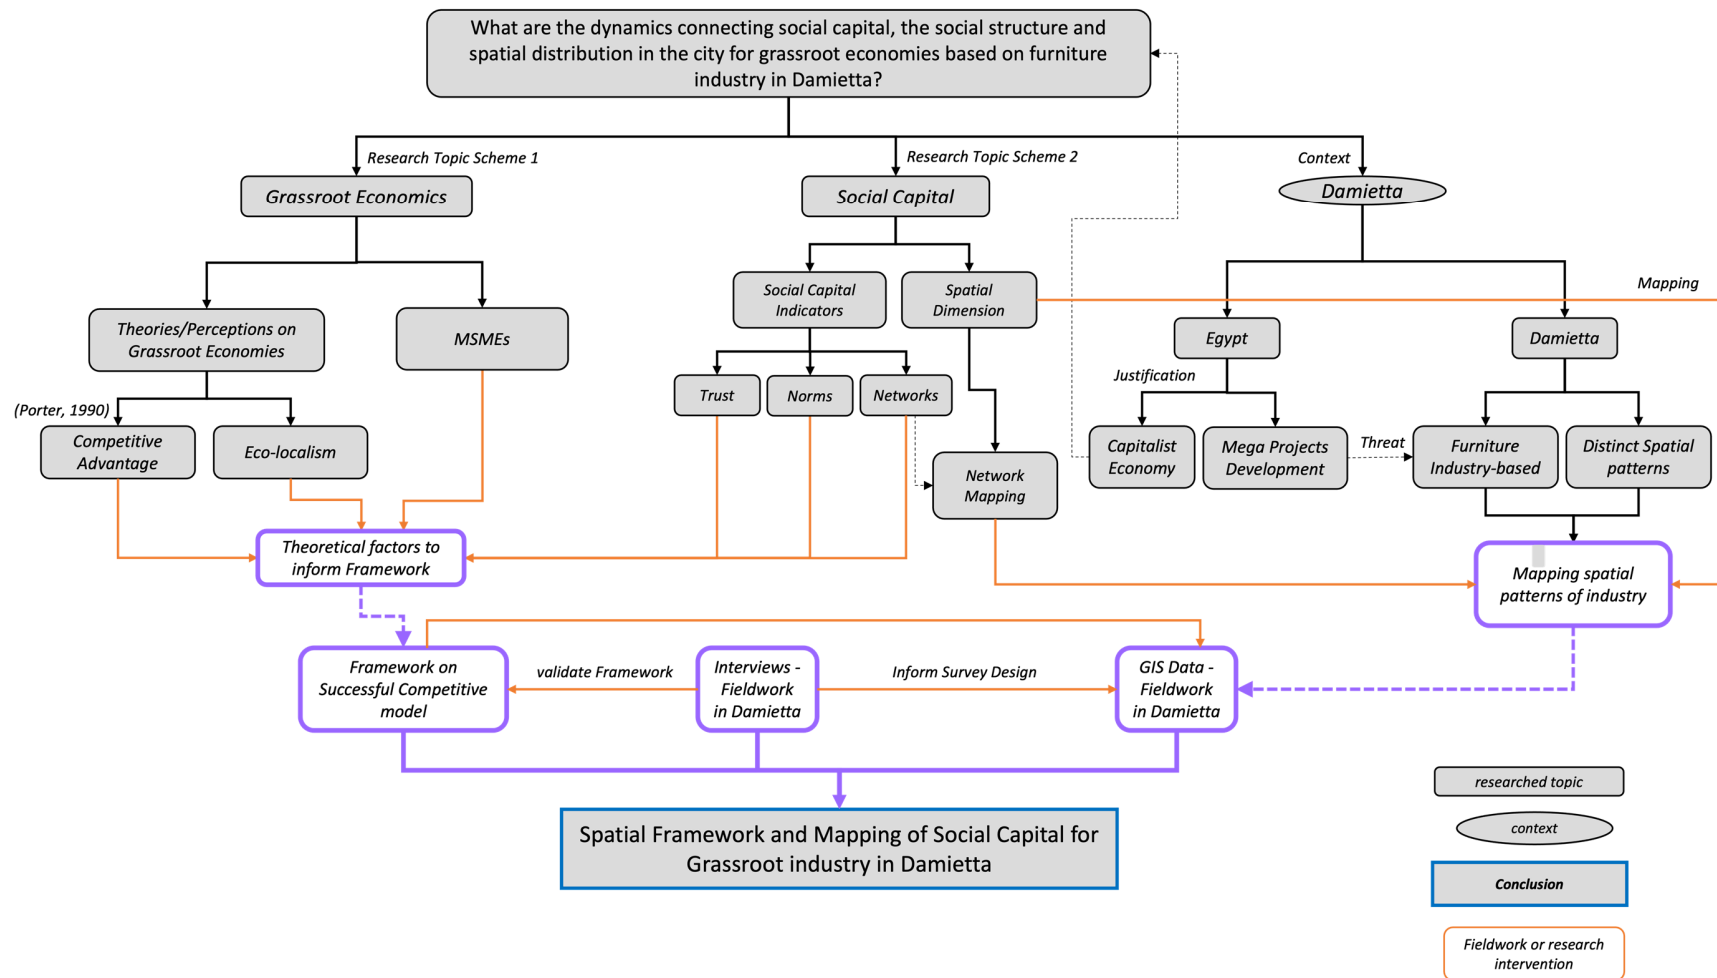 What are the dynamics connecting social capital, the social structure and
spatial distribution in the city for grassroot economies based on furniture
industry in Damietta?
Research Topic Scheme 1
Research Topic Scheme 2
Context
Grassroot Economics
Social Capital
Damietta
Social Capital
Indicators
Spatial
Dimension
Mapping
Theories/Perceptions on
Grassroot Economies
MSMEs
Egypt
Damietta
Justification
Trust
Norms
Networks
(Porter, 1990)
Competitive
Advantage
Eco-localism
Capitalist
Economy
Mega Projects
Development
Threat
Furniture
Industry-based
Distinct Spatial
patterns
Network
Mapping
Theoretical factors to
inform Framework
Mapping spatial
patterns of industry
Framework on
Successful Competitive
model
validate Framework
Interviews -
Fieldwork
in Damietta
Inform Survey Design
GIS Data -
Fieldwork
in Damietta
Spatial Framework and Mapping of Social Capital for
Grassroot industry in Damietta
researched topic
context
Conclusion
Fieldwork or research
intervention